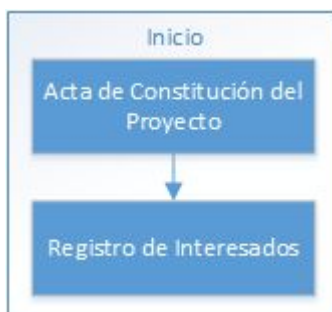 Inicio
Acta de Constitución del
Proyecto
Registro de Interesados